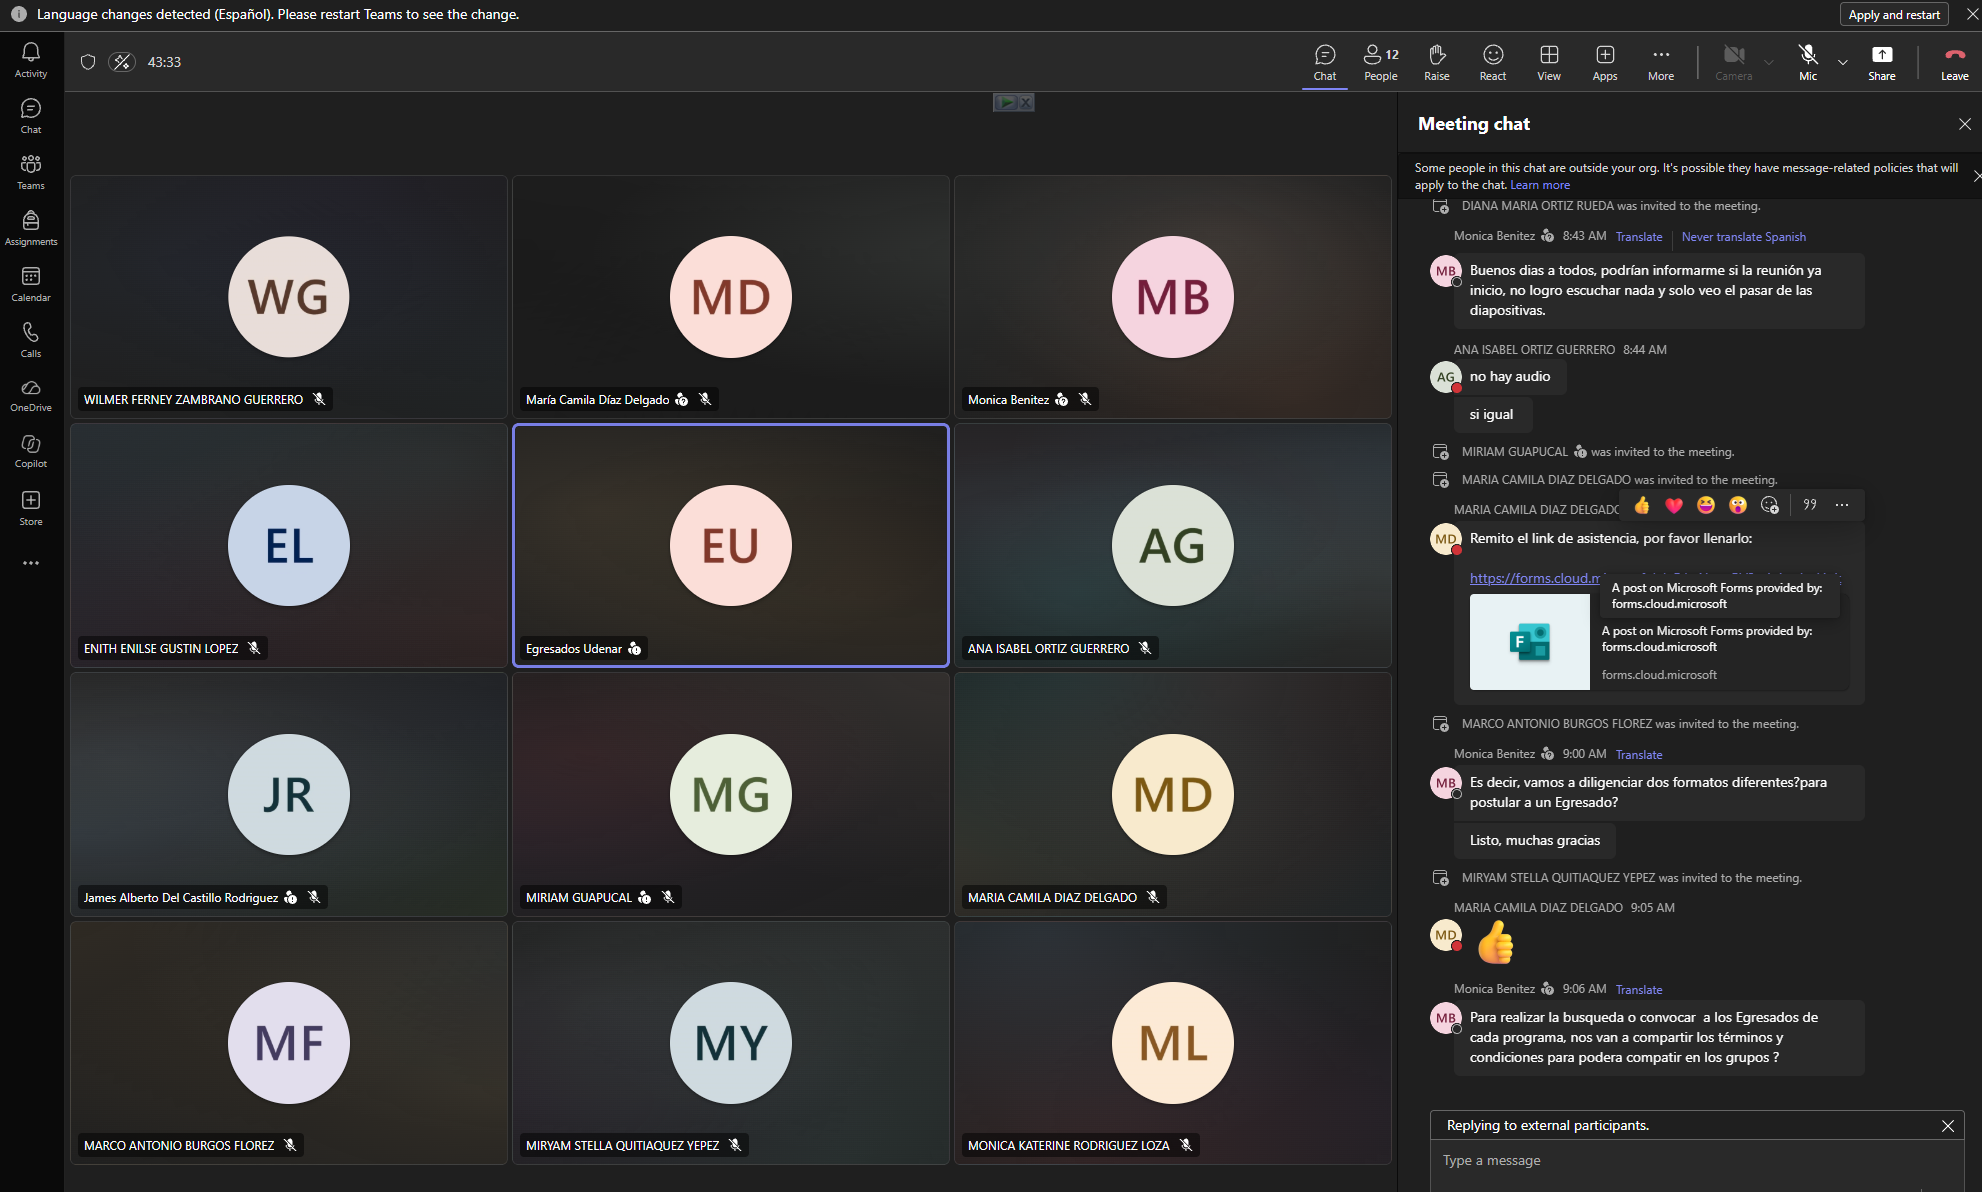 Language changes detected (Español). Please restart Teams to see the change.
Apply and restart
Activity
Chat
Teams
Assignments
Calendar
Calls
OneDrive
Copilot
Store
43:33
Chat
12
People
Raise
React
View
Apps
More
Camera
Mic
Share
Leave
WG
WILMER FERNEY ZAMBRANO GUERRERO
MD
María Camila Díaz Delgado
MB
Monica Benitez
EL
ENITH ENILSE GUSTIN LOPEZ
EU
Egresados Udenar
AG
ANA ISABEL ORTIZ GUERRERO
JR
James Alberto Del Castillo Rodriguez
MG
MIRIAM GUAPUCAL
MD
MARIA CAMILA DIAZ DELGADO
MF
MARCO ANTONIO BURGOS FLOREZ
MY
MIRYAM STELLA QUITIAQUEZ YEPEZ
ML
MONICA KATERINE RODRIGUEZ LOZA
Meeting chat
Some people in this chat are outside your org. It's possible they have message-related policies that will
apply to the chat. Learn more
DIANA MARIA ORTIZ RUEDA was invited to the meeting.
Monica Benitez 8:43 AM Translate Never translate Spanish
MB
Buenos dias a todos, podrían informarme si la reunión ya
inicio, no logro escuchar nada y solo veo el pasar de las
diapositivas.
ANA ISABEL ORTIZ GUERRERO 8:44 AM
AG
no hay audio
si igual
MIRIAM GUAPUCAL was invited to the meeting.
MARIA CAMILA DIAZ DELGADO was invited to the meeting.
MARIA CAMILA DIAZ DELGADO
MD
Remito el link de asistencia, por favor llenarlo:
https://forms.cloud.m
A post on Microsoft Forms provided by:
forms.cloud.microsoft
A post on Microsoft Forms provided by:
forms.cloud.microsoft
forms.cloud.microsoft
MARCO ANTONIO BURGOS FLOREZ was invited to the meeting.
Monica Benitez 9:00 AM Translate
MB
Es decir, vamos a diligenciar dos formatos diferentes?para
postular a un Egresado?
Listo, muchas gracias
MIRYAM STELLA QUITIAQUEZ YEPEZ was invited to the meeting.
MARIA CAMILA DIAZ DELGADO 9:05 AM
MD
Monica Benitez 9:06 AM Translate
MB
Para realizar la busqueda o convocar a los Egresados de
cada programa, nos van a compartir los términos y
condiciones para podera compatir en los grupos ?
Replying to external participants.
Type a message